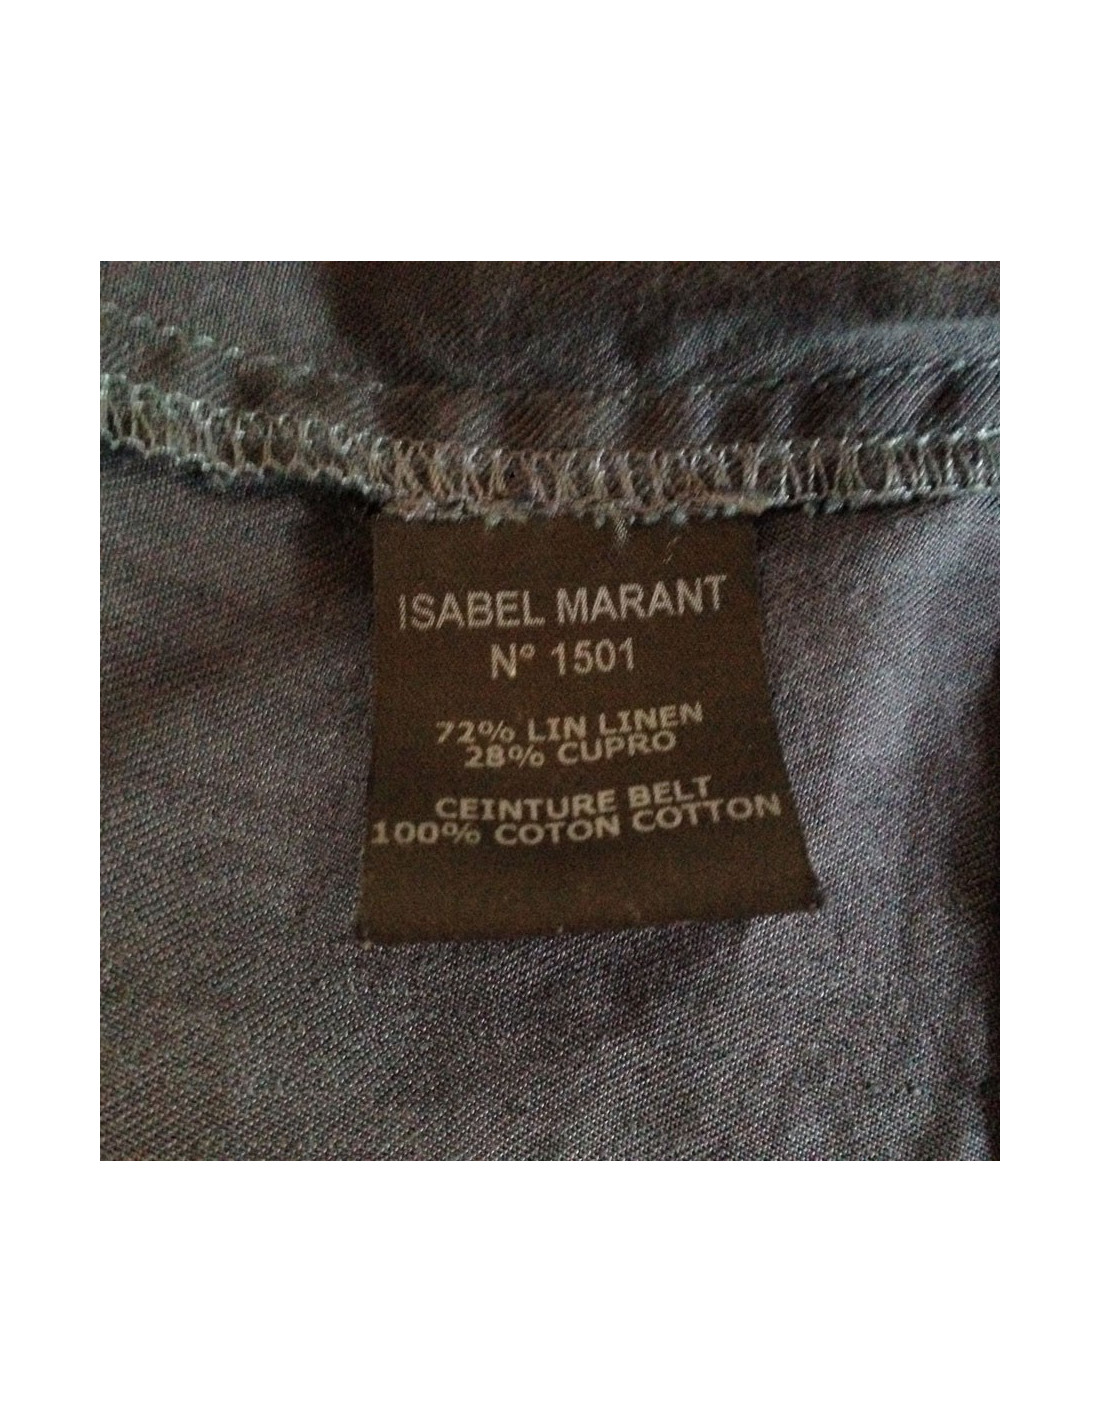 ISABEL MARANT
N° 1501
72% LIN LINEN
28% CUPRO
CEINTURE BELT
100% COTON COTTON